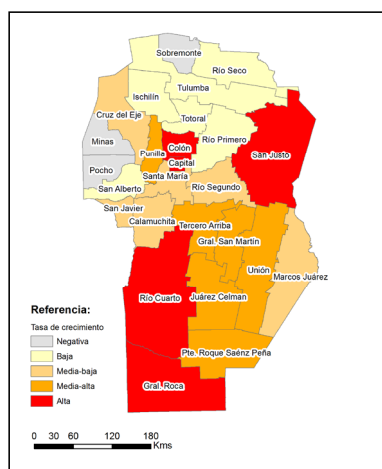 Sobremonte
Río Seco
Tulumba
Ischilín
Cruz del Eje
Totoral
Río Primero
Minas
Colón
Punilla
San Justo
Capital
Pocho
Santa María
San Alberto
Río Segundo
San Javier
Calamuchita
Tercero Arriba
Gral. San Martín
Unión
Marcos Juárez
Río Cuarto
Juárez Celman
Pte. Roque Saénz Peña
Gral. Roca
Referencia:
Tasa de crecimiento
Negativa
Baja
Media-baja
Media-alta
Alta
0 30 60 120 180
Kms